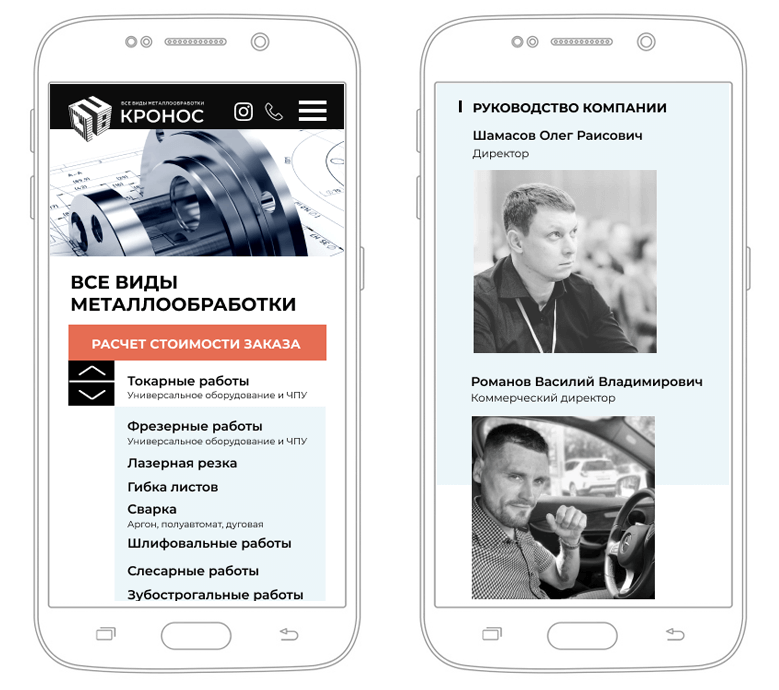 ВСЕ ВИДЫ МЕТАЛЛООБРАБОТКИ
КРОНОС
ВСЕ ВИДЫ
МЕТАЛЛООБРАБОТКИ
РАСЧЕТ СТОИМОСТИ ЗАКАЗА
Токарные работы
Универсальное оборудование и ЧПУ
Фрезерные работы
Универсальное оборудование и ЧПУ
Лазерная резка
Гибка листов
Сварка
Аргон, полуавтомат, дуговая
Шлифовальные работы
Слесарные работы
Зубострогальные работы
РУКОВОДСТВО КОМПАНИИ
Шамасов Олег Раисович
Директор
Романов Василий Владимирович
Коммерческий директор